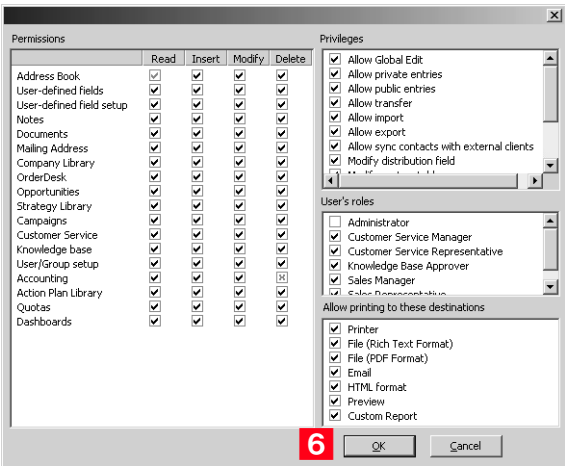 Permissions
Read Insert Modify Delete
Address Book
User-defined fields
User-defined field setup
Notes
Documents
Mailing Address
Company Library
OrderDesk
Opportunities
Strategy Library
Campaigns
Customer Service
Knowledge base
User/Group setup
Accounting
Action Plan Library
Quotas
Dashboards
Privileges
Allow Global Edit
Allow private entries
Allow public entries
Allow transfer
Allow import
Allow export
Allow sync contacts with external clients
Modify distribution field
User's roles
Administrator
Customer Service Manager
Customer Service Representative
Knowledge Base Approver
Sales Manager
Sales Representative
Allow printing to these destinations
Printer
File (Rich Text Format)
File (PDF Format)
Email
HTML format
Preview
Custom Report
6 OK Cancel